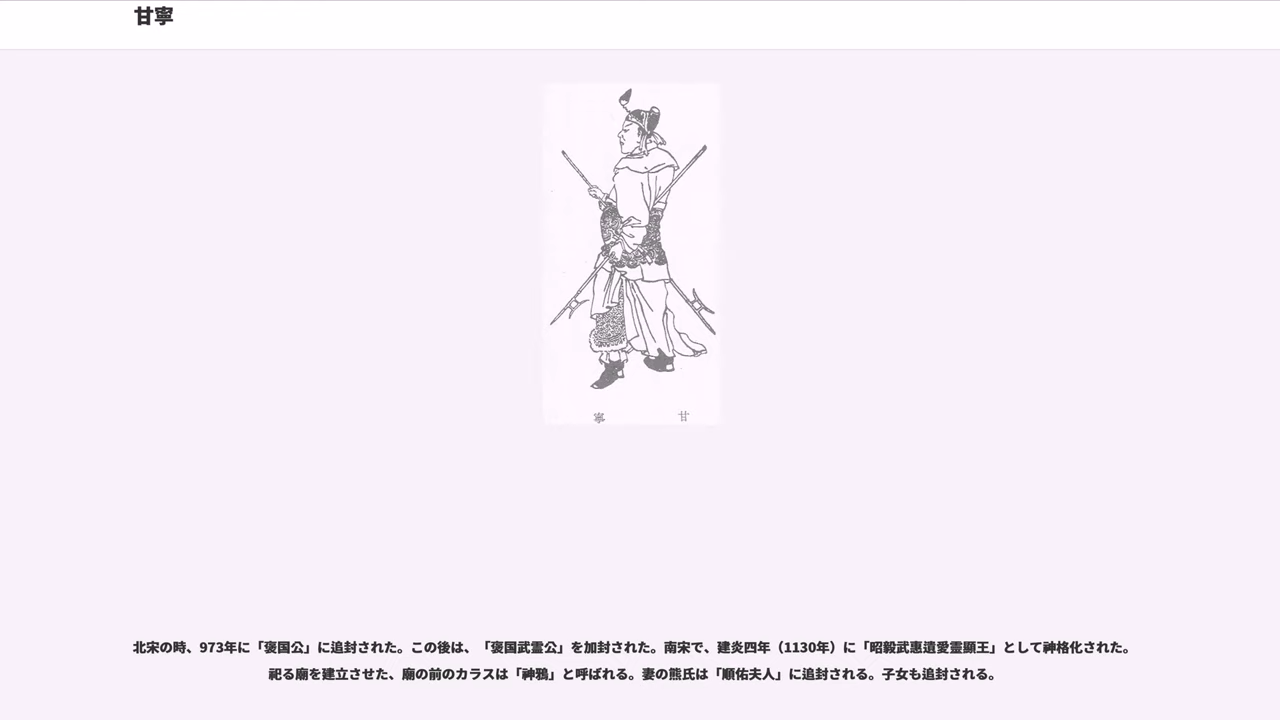 甘寧
甘 寧
北宋の時、973年に「褒国公」に追封された。この後は、「褒国武霊公」を加封された。南宋で、建炎四年（1130年）に「昭毅武惠遺愛靈顯王」として神格化された。
祀る廟を建立させた、廟の前のカラスは「神鴉」と呼ばれる。妻の熊氏は「順佑夫人」に追封される。子女も追封される。